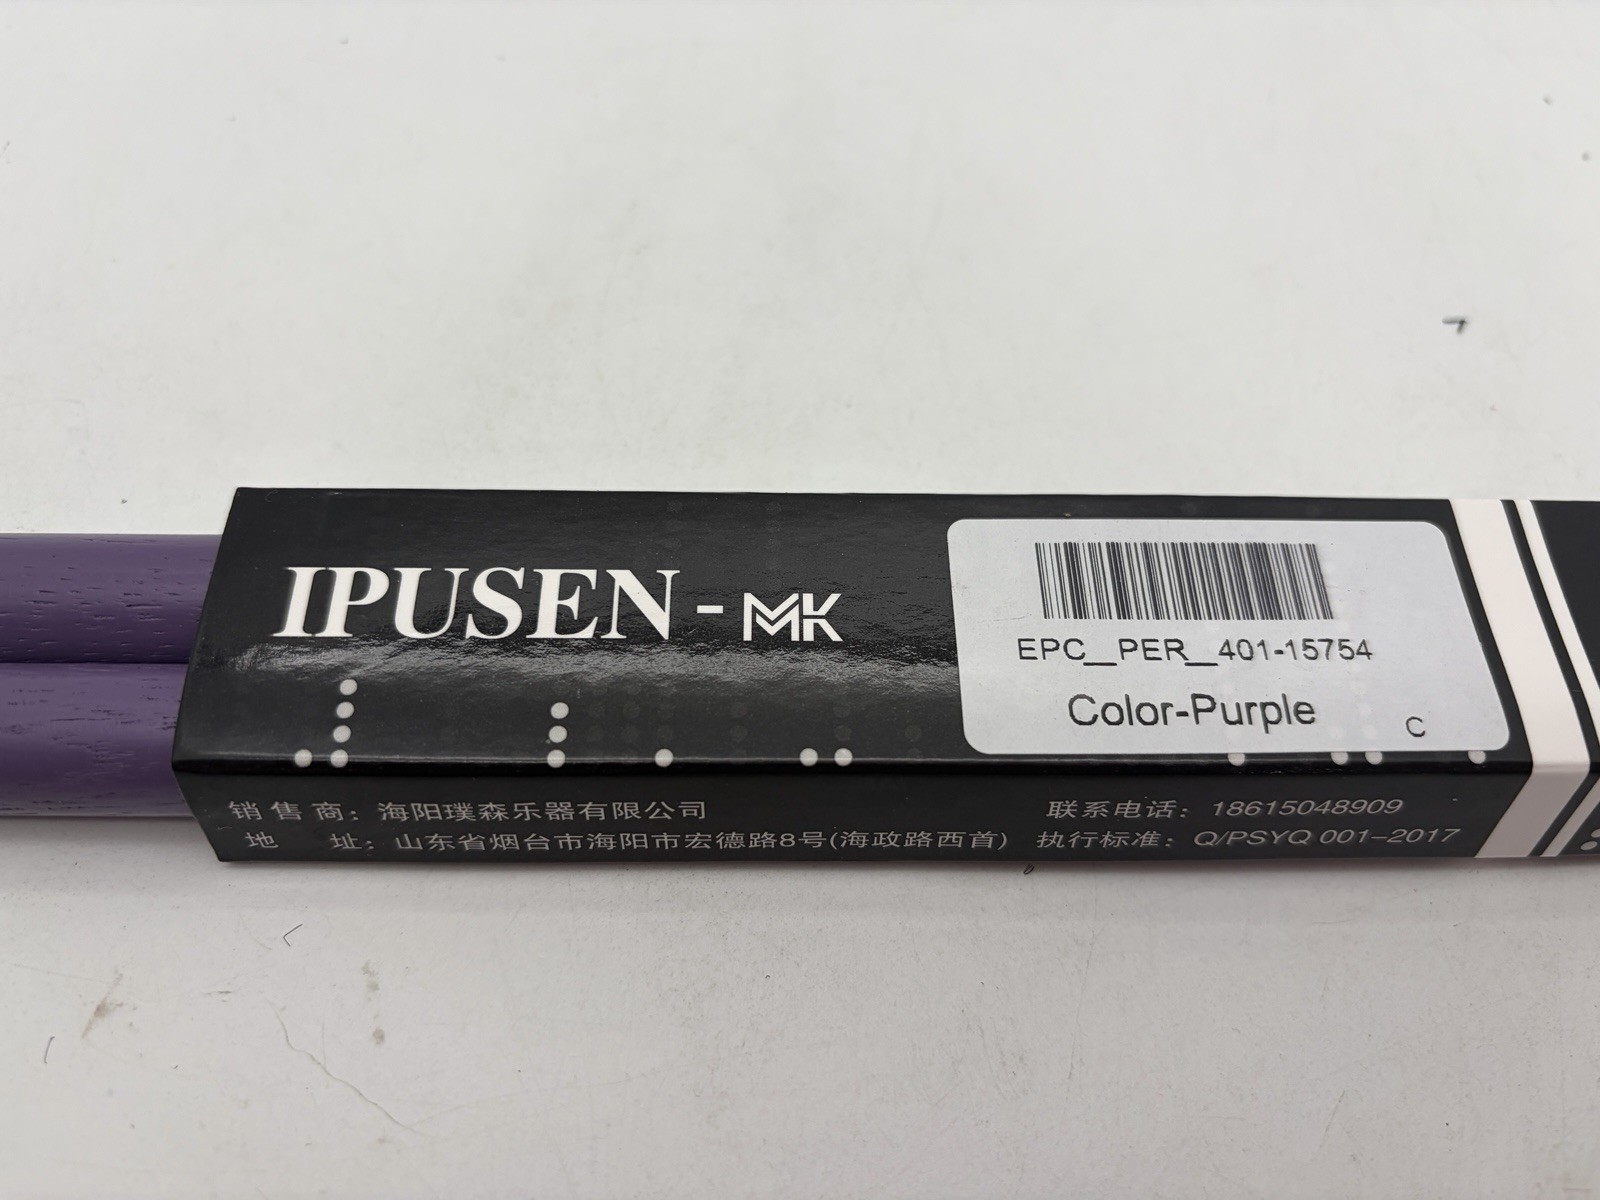 IPUSEN-MK
EPC_PER_401-15754
Color-Purple
C
销售商：海阳璞森乐器有限公司
地址：山东省烟台市海阳市宏德路8号(海政路西首)
联系电话：18615048909
执行标准：Q/PSYQ 001-2017